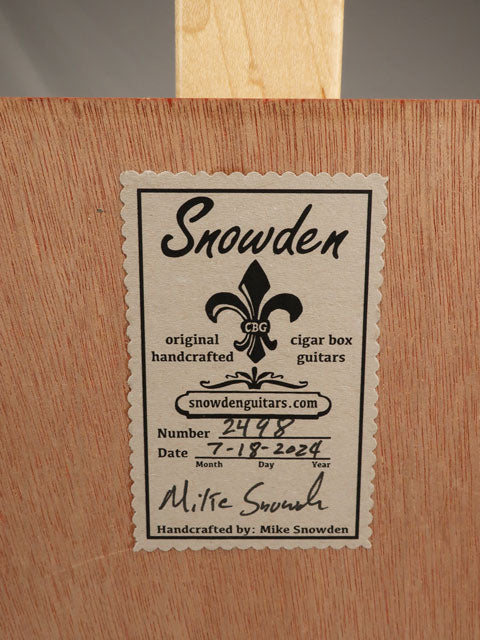 Snowden
CBG
original cigar box
handcrafted guitars
snowdenguitars.com
Number 2498
Date 7-18-2024
Month Day Year
Mike Snowden
Handcrafted by: Mike Snowden